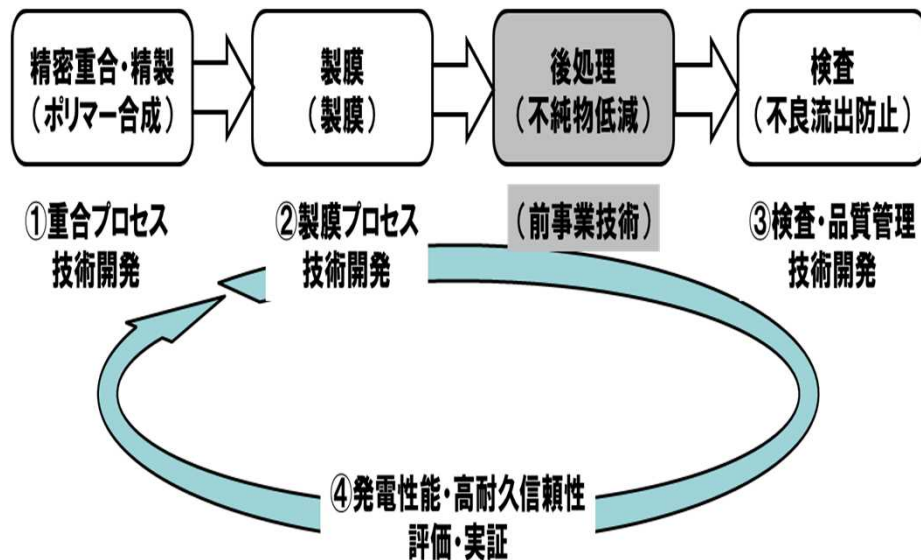 精密重合・精製
（ポリマー合成）
製膜
（製膜）
後処理
（不純物低減）
検査
（不良流出防止）
①重合プロセス
技術開発
②製膜プロセス
技術開発
（前事業技術）
③検査・品質管理
技術開発
④発電性能・高耐久信頼性
評価・実証